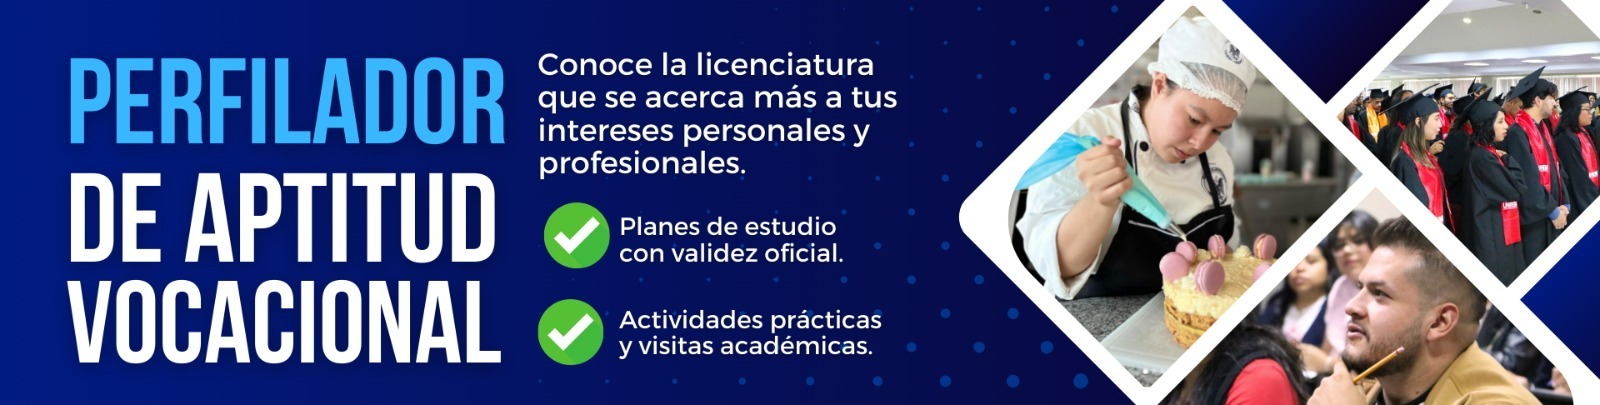 PERFILADOR
DE APTITUD
VOCACIONAL
Conoce la licenciatura
que se acerca más a tus
intereses personales y
profesionales.
Planes de estudio
con validez oficial.
Actividades prácticas
y visitas académicas.